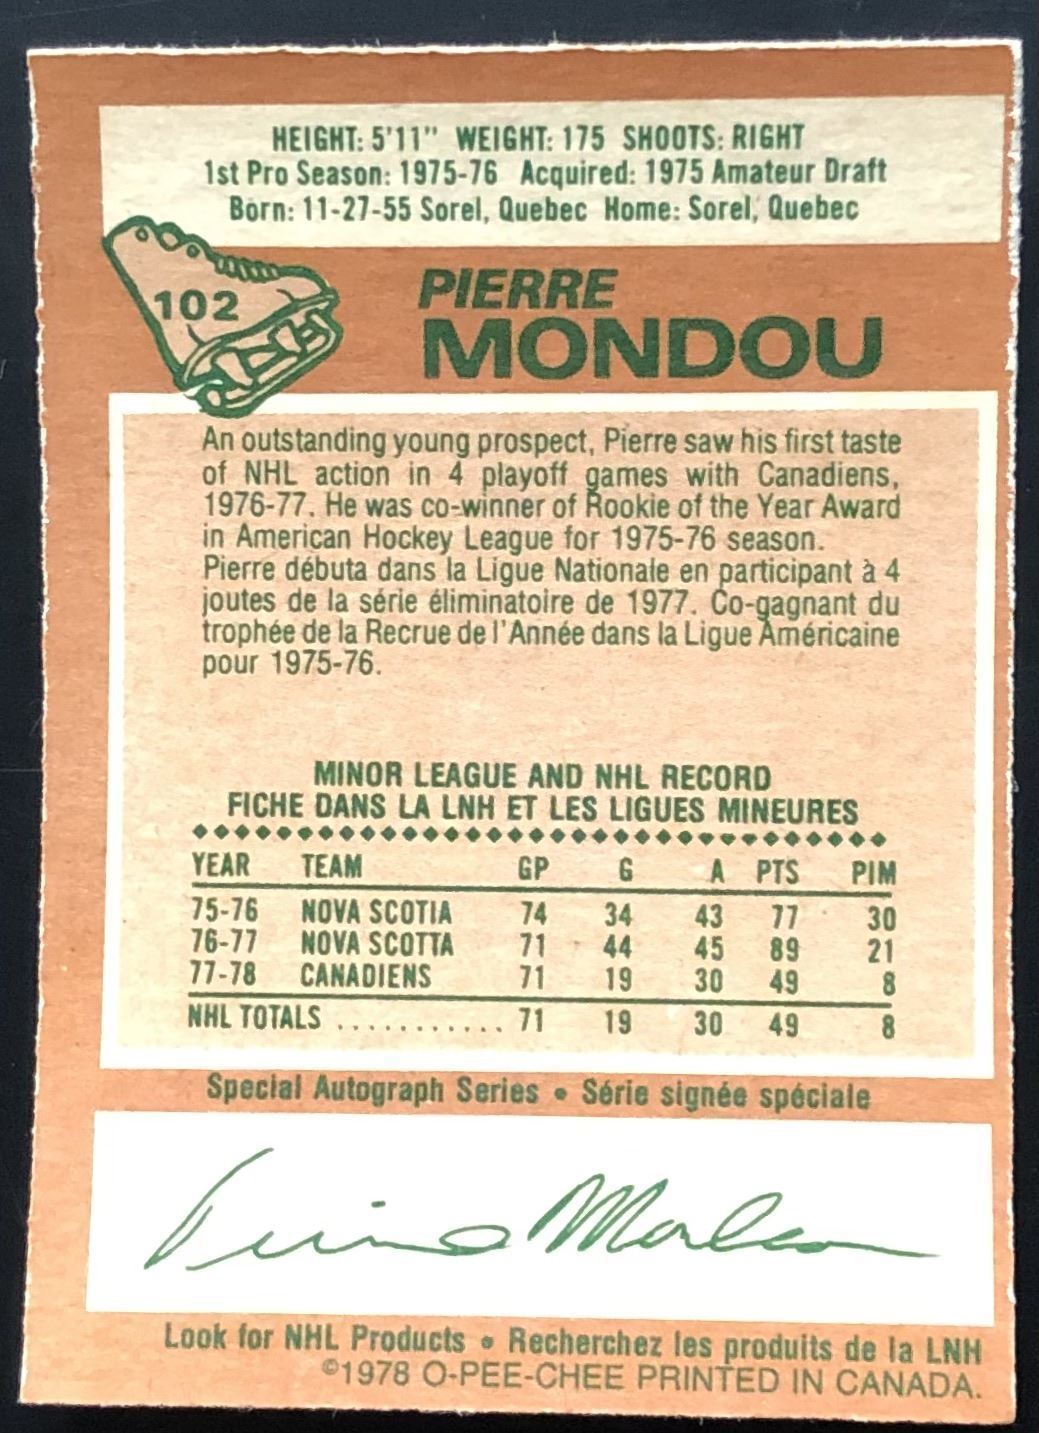 HEIGHT: 5'11" WEIGHT: 175 SHOOTS: RIGHT
1st Pro Season: 1975-76 Acquired: 1975 Amateur Draft
Born: 11-27-55 Sorel, Quebec Home: Sorel, Quebec
102
PIERRE
MONDOU
An outstanding young prospect, Pierre saw his first taste
of NHL action in 4 playoff games with Canadiens,
1976-77. He was co-winner of Rookie of the Year Award
in American Hockey League for 1975-76 season.
Pierre débuta dans la Ligue Nationale en participant à 4
joutes de la série éliminatoire de 1977. Co-gagnant du
trophée de la Recrue de l'Année dans la Ligue Américaine
pour 1975-76.
MINOR LEAGUE AND NHL RECORD
FICHE DANS LA LNH ET LES LIGUES MINEURES
YEAR TEAM GP G A PTS PIM
75-76 NOVA SCOTIA 74 34 43 77 30
76-77 NOVA SCOTTA 71 44 45 89 21
77-78 CANADIENS 71 19 30 49 8
NHL TOTALS ........... 71 19 30 49 8
Special Autograph Series • Série signée spéciale
Pierre Mondou
Look for NHL Products • Recherchez les produits de la LNH
©1978 O-PEE-CHEE PRINTED IN CANADA.